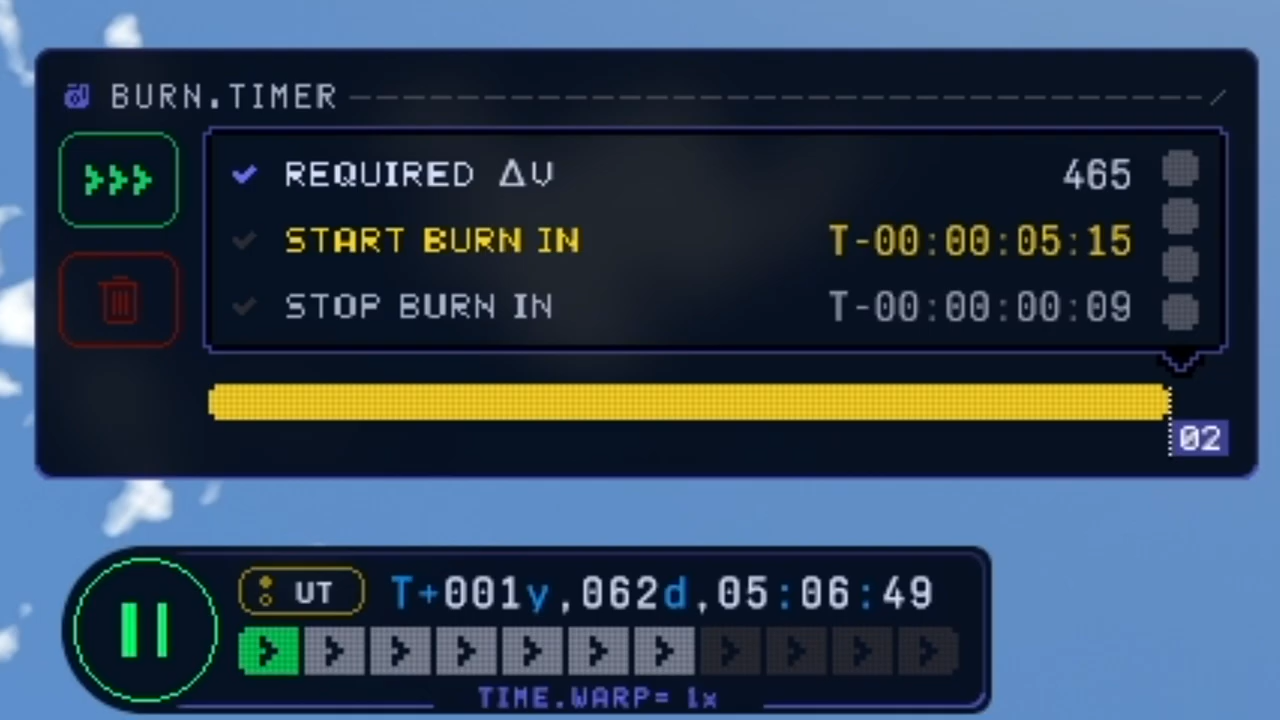 BURN.TIMER
REQUIRED ΔV 465
START BURN IN T-00:00:05:15
STOP BURN IN T-00:00:00:09
02
UT T+001y,062d,05:06:49
TIME.WARP= 1x